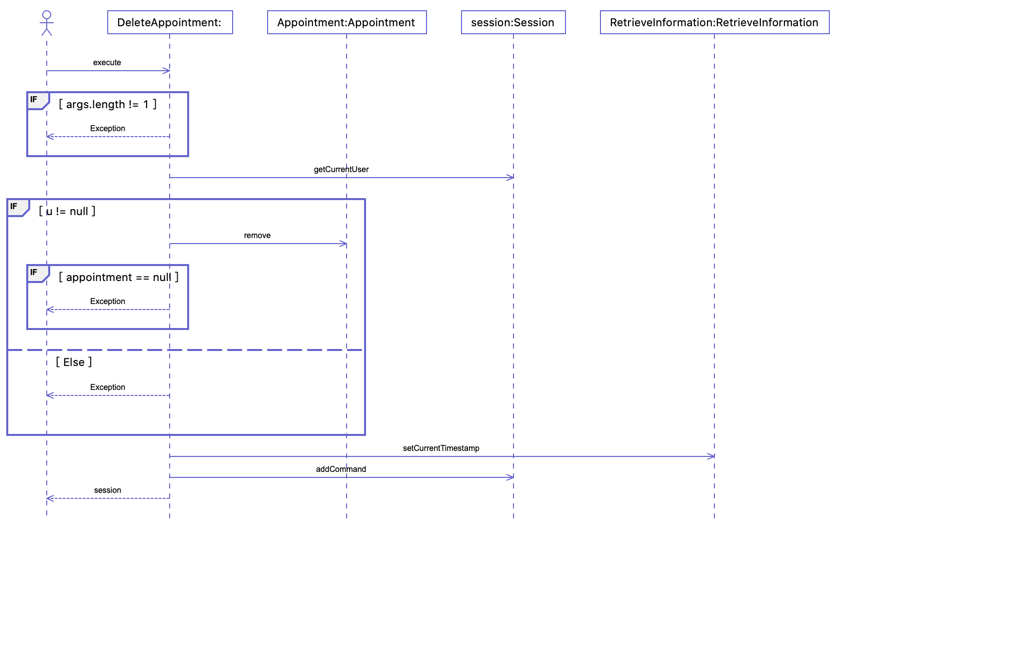 DeleteAppointment:
Appointment:Appointment
session:Session
RetrieveInformation:RetrieveInformation
execute
IF
[ args.length != 1 ]
Exception
getCurrentUser
IF
[ u != null ]
remove
IF
[ appointment == null ]
Exception
[ Else ]
Exception
setCurrentTimestamp
addCommand
session